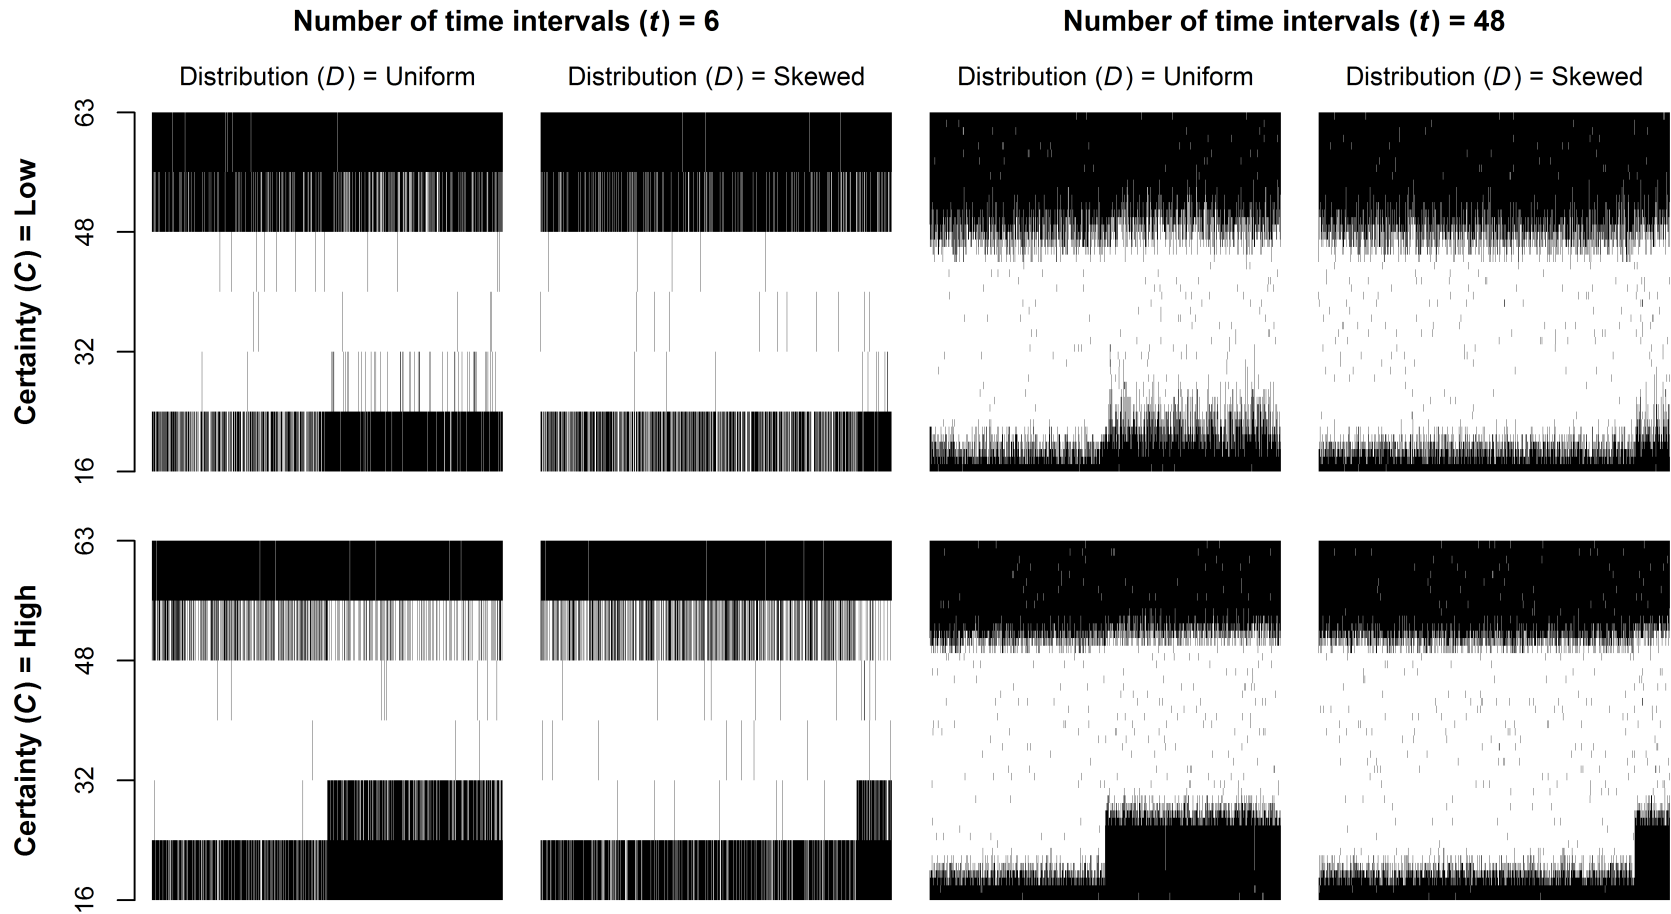 Number of time intervals (t) = 6
Number of time intervals (t) = 48
Distribution (D) = Uniform
Distribution (D) = Skewed
Distribution (D) = Uniform
Distribution (D) = Skewed
Certainty (C) = Low
63
48
32
16
Certainty (C) = High
63
48
32
16